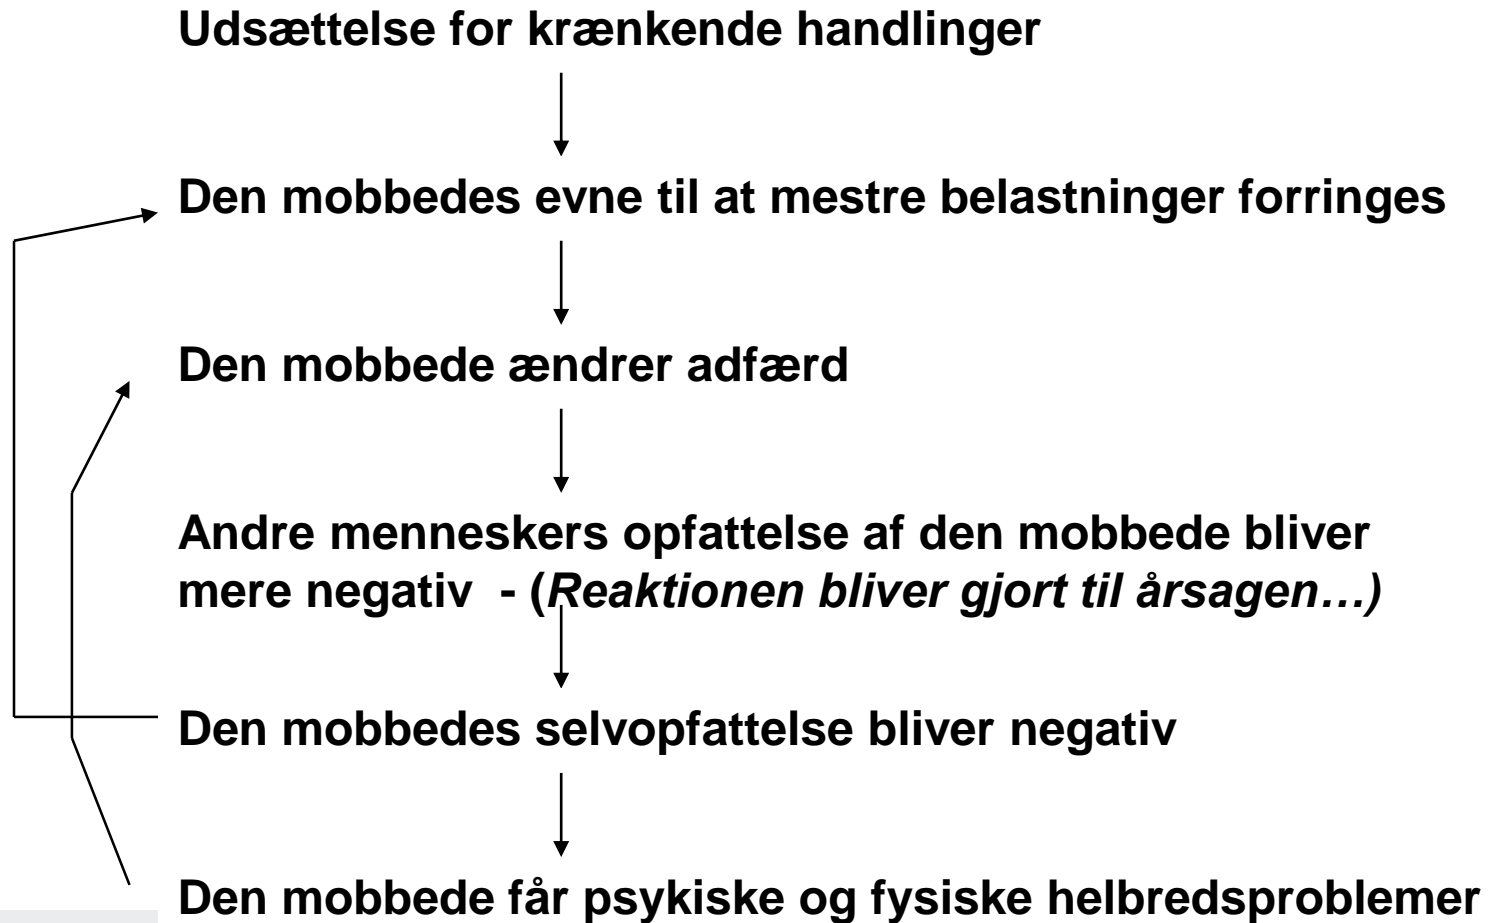 Udsættelse for krænkende handlinger
Den mobbedes evne til at mestre belastninger forringes
Den mobbede ændrer adfærd
Andre menneskers opfattelse af den mobbede bliver
mere negativ - (Reaktionen bliver gjort til årsagen…)
Den mobbedes selvopfattelse bliver negativ
Den mobbede får psykiske og fysiske helbredsproblemer